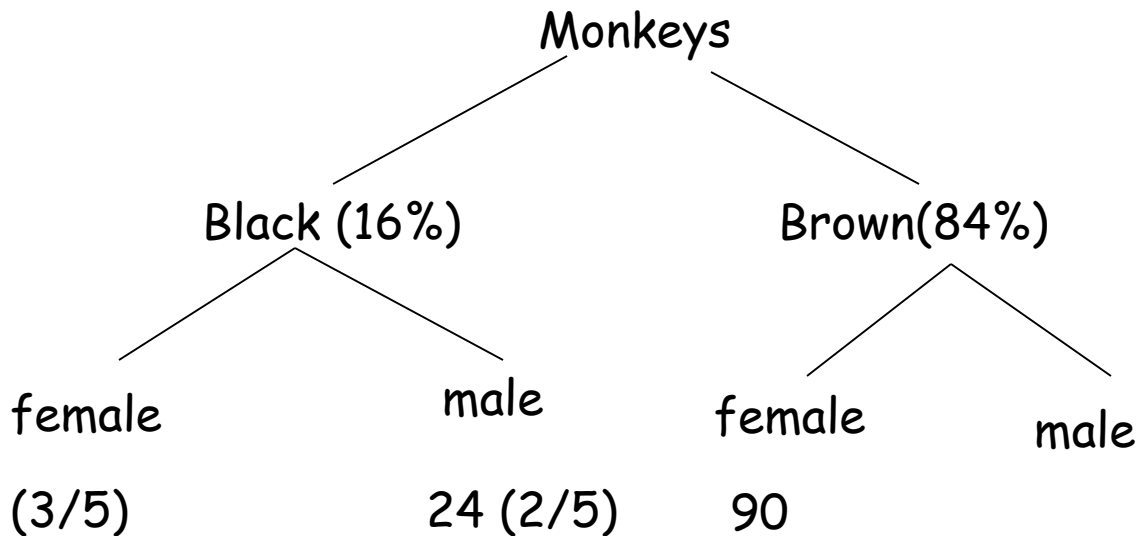 Monkeys
Black (16%)
Brown(84%)
female
male
female
male
(3/5)
24 (2/5)
90